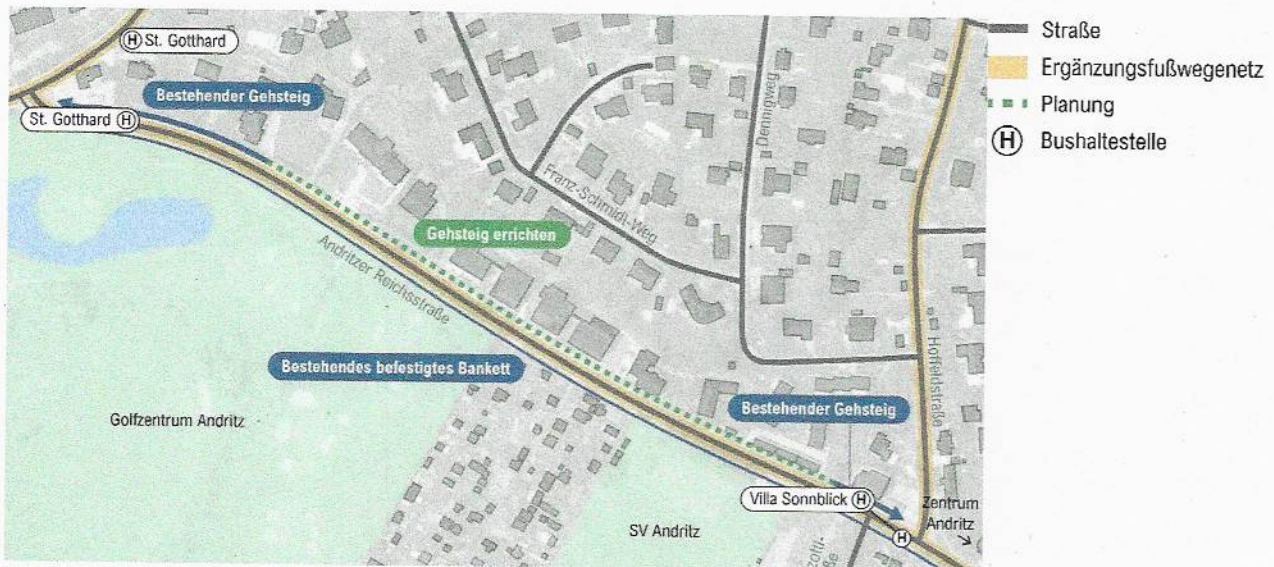 Ⓗ St. Gotthard
Bestehender Gehsteig
St. Gotthard Ⓗ
Dennigweg
Franz-Schmidt-Weg
Gehsteig errichten
Andritzer Reichsstraße
Bestehendes befestigtes Bankett
Hoffeldstraße
Bestehender Gehsteig
Golfzentrum Andritz
Villa Sonnblick Ⓗ
Zentrum
Andritz
SV Andritz
Ⓗ
Straße
Ergänzungsfußwegenetz
Planung
Ⓗ Bushaltestelle